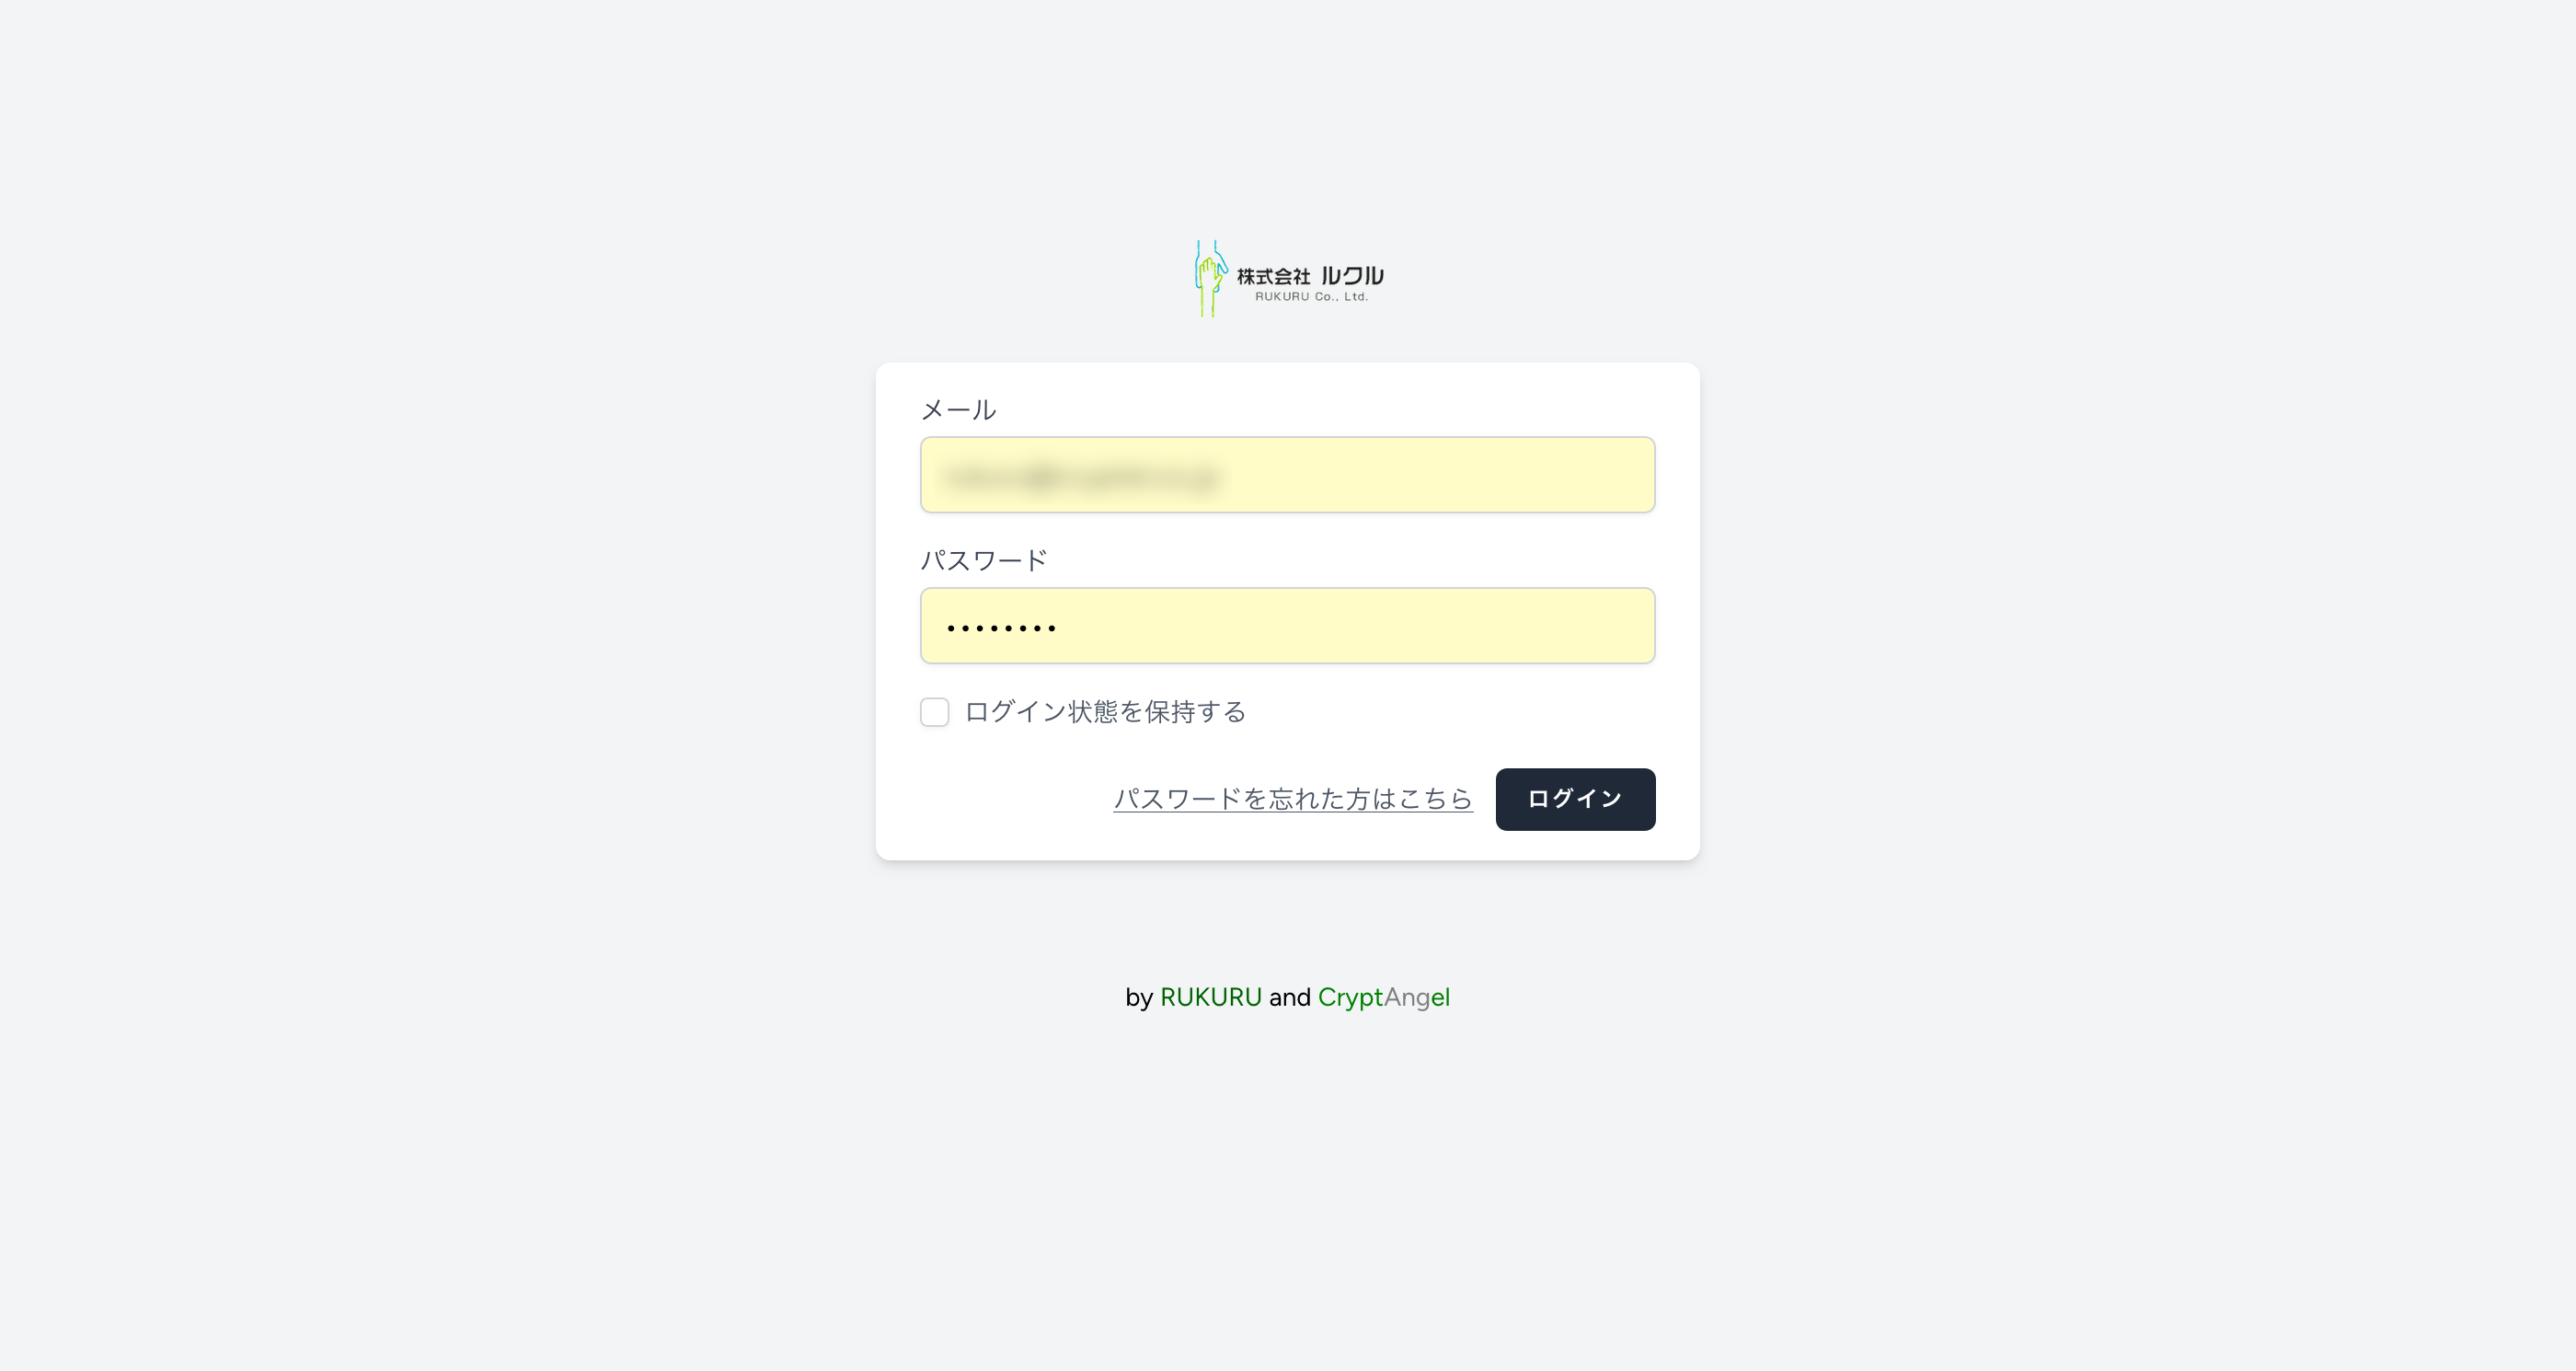 株式会社 ルクル
RUKURU Co., Ltd.
メール
パスワード
ログイン状態を保持する
パスワードを忘れた方はこちら
ログイン
by RUKURU and CryptAngel